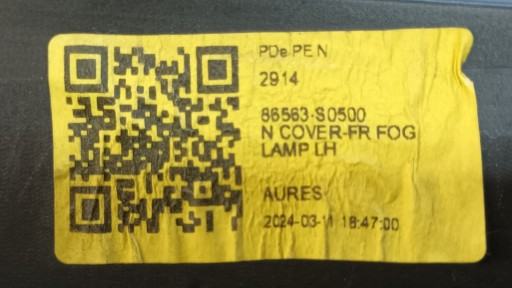 PDe PE N
2914
86563-S0500
N COVER-FR FOG
LAMP LH
AURES
2024-03-11 18:47:00